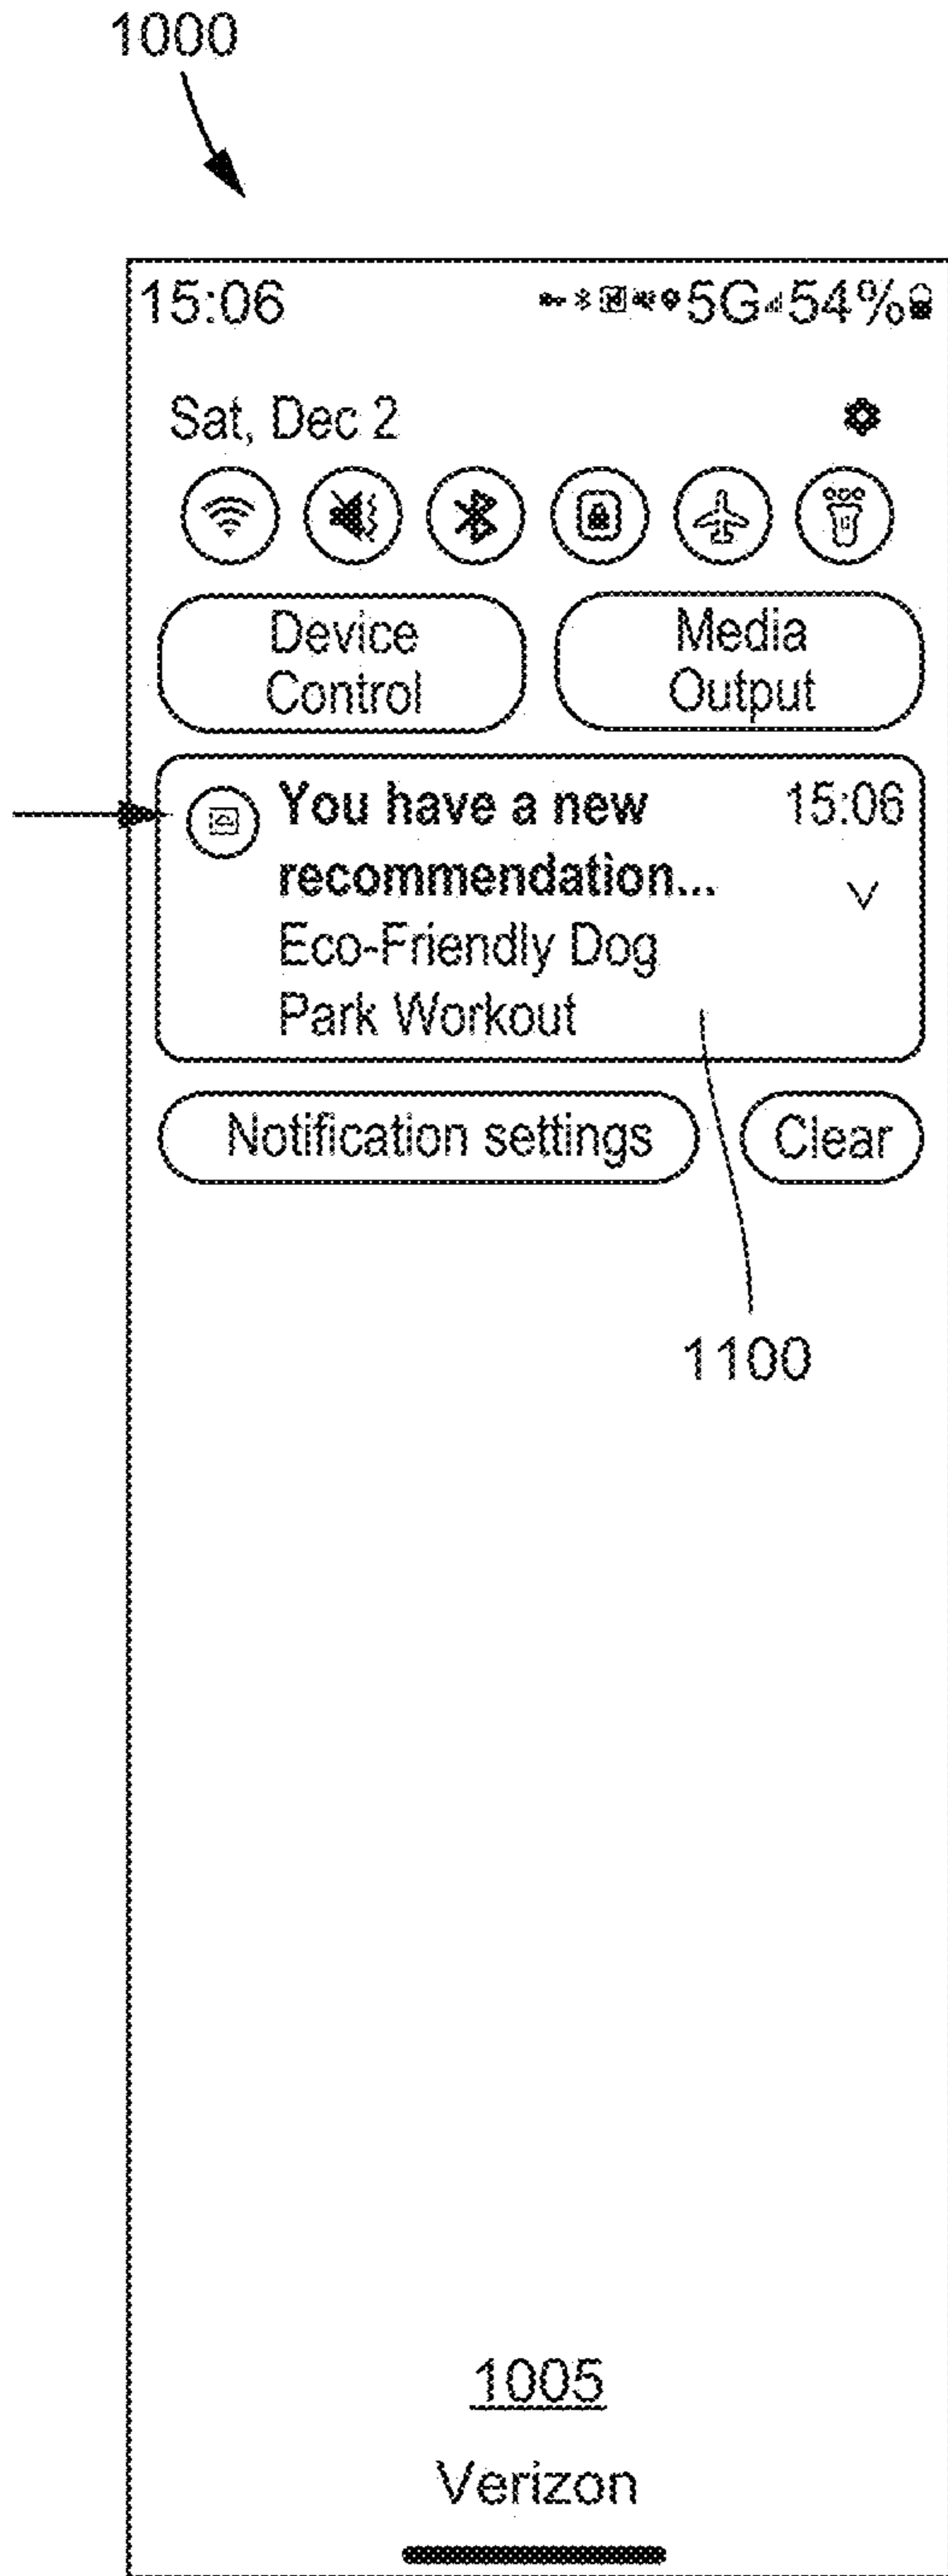 1000
15:06 5G 54%
Sat, Dec 2
Device
Control
Media
Output
You have a new 15:06
recommendation...
Eco-Friendly Dog
Park Workout
Notification settings Clear
1100
1005
Verizon